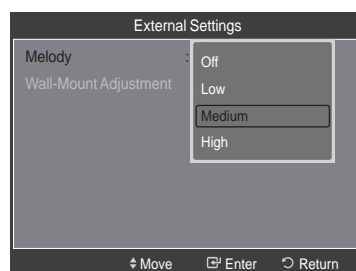 External Settings
Melody :
Off
Low
Medium
High
Wall-Mount Adjustment
Move Enter Return